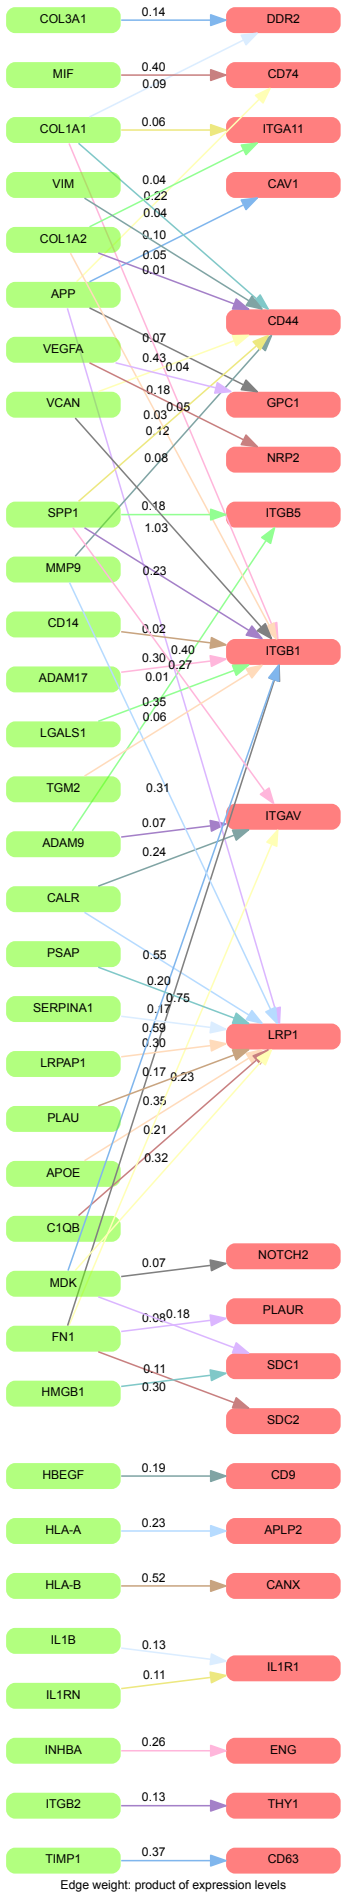 COL3A1
0.14
DDR2
MIF
0.40
CD74
0.09
COL1A1
0.06
ITGA11
VIM
0.04
CAV1
0.22
0.04
COL1A2
0.10
0.05
0.01
APP
CD44
VEGFA
0.07
0.43
0.04
VCAN
0.18
GPC1
0.05
0.03
0.12
NRP2
0.08
SPP1
0.18
ITGB5
1.03
MMP9
0.23
CD14
0.02
0.40
ITGB1
0.30
0.27
ADAM17
0.01
0.35
0.06
LGALS1
TGM2
0.31
ITGAV
ADAM9
0.07
0.24
CALR
PSAP
0.55
0.20
0.75
SERPINA1
0.17
0.59
LRP1
0.30
LRPAP1
0.17
0.23
0.35
PLAU
0.21
0.32
APOE
C1QB
NOTCH2
MDK
0.07
PLAUR
0.18
FN1
SDC1
0.11
HMGB1
0.30
SDC2
HBEGF
0.19
CD9
HLA-A
0.23
APLP2
HLA-B
0.52
CANX
IL1B
0.13
IL1R1
IL1RN
0.11
INHBA
0.26
ENG
ITGB2
0.13
THY1
TIMP1
0.37
CD63
Edge weight: product of expression levels